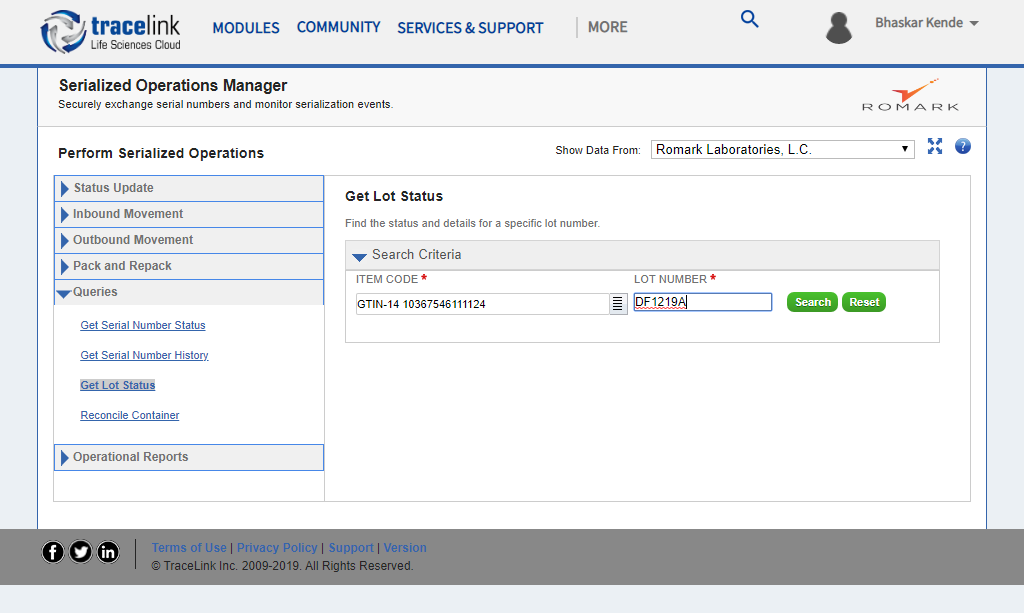 tracelink
Life Sciences Cloud
MODULES COMMUNITY SERVICES & SUPPORT | MORE
Bhaskar Kende
Serialized Operations Manager
Securely exchange serial numbers and monitor serialization events.
ROMARK
Perform Serialized Operations
Show Data From: Romark Laboratories, L.C.
?
Status Update
Inbound Movement
Outbound Movement
Pack and Repack
Queries
Get Serial Number Status
Get Serial Number History
Get Lot Status
Reconcile Container
Operational Reports
Get Lot Status
Find the status and details for a specific lot number.
Search Criteria
ITEM CODE * LOT NUMBER *
GTIN-14 10367546111124 DF1219A Search Reset
f in
Terms of Use | Privacy Policy | Support | Version
© TraceLink Inc. 2009-2019. All Rights Reserved.